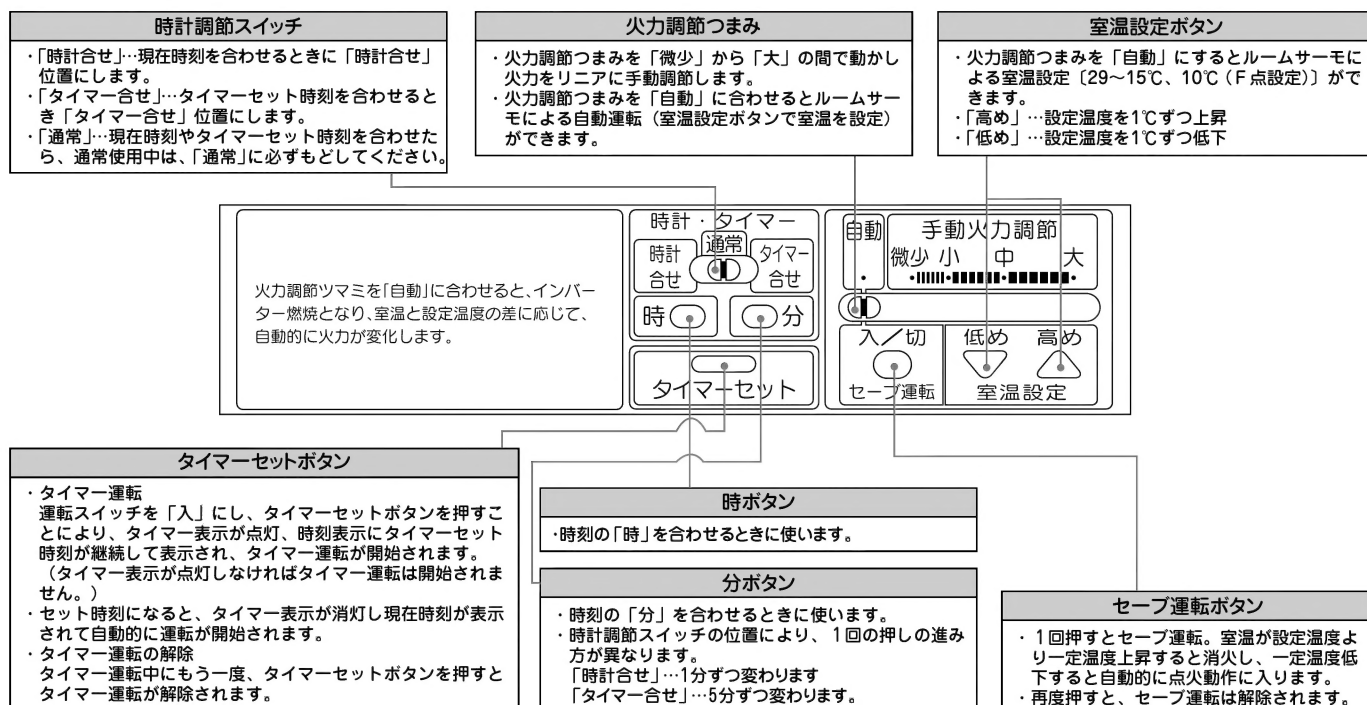 時計調節スイッチ
・「時計合せ」…現在時刻を合わせるときに「時計合せ」
位置にします。
・「タイマー合せ」…タイマーセット時刻を合わせると
き「タイマー合せ」位置にします。
・「通常」…現在時刻やタイマーセット時刻を合わせた
ら、通常使用中は、「通常」に必ずもどしてください。
火力調節つまみ
・火力調節つまみを「微少」から「大」の間で動かし
火力をリニアに手動調節します。
・火力調節つまみを「自動」に合わせるとルームサー
モによる自動運転（室温設定ボタンで室温を設定）
ができます。
室温設定ボタン
・火力調節つまみを「自動」にするとルームサーモに
よる室温設定〔29～15℃、10℃（F点設定）〕がで
きます。
・「高め」…設定温度を1℃ずつ上昇
・「低め」…設定温度を1℃ずつ低下
火力調節ツマミを「自動」に合わせると、インバー
ター燃焼となり、室温と設定温度の差に応じて、
自動的に火力が変化します。
時計・タイマー
時計
合せ
通常
タイマー
合せ
時
分
タイマーセット
自動
手動火力調節
微少 小 中 大
入／切
セーブ運転
低め 高め
室温設定
タイマーセットボタン
・タイマー運転
運転スイッチを「入」にし、タイマーセットボタンを押すこ
とにより、タイマー表示が点灯、時刻表示にタイマーセット
時刻が継続して表示され、タイマー運転が開始されます。
（タイマー表示が点灯しなければタイマー運転は開始されま
せん。）
・セット時刻になると、タイマー表示が消灯し現在時刻が表示
されて自動的に運転が開始されます。
・タイマー運転の解除
タイマー運転中にもう一度、タイマーセットボタンを押すと
タイマー運転が解除されます。
時ボタン
・時刻の「時」を合わせるときに使います。
分ボタン
・時刻の「分」を合わせるときに使います。
・時計調節スイッチの位置により、1回の押しの進み
方が異なります。
「時計合せ」…1分ずつ変わります
「タイマー合せ」…5分ずつ変わります。
セーブ運転ボタン
・1回押すとセーブ運転。室温が設定温度よ
り一定温度上昇すると消火し、一定温度低
下すると自動的に点火動作に入ります。
・再度押すと、セーブ運転は解除されます。